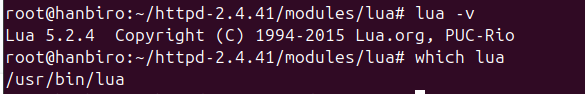 root@hanbiro:~/httpd-2.4.41/modules/lua# lua -v
Lua 5.2.4  Copyright (C) 1994-2015 Lua.org, PUC-Rio
root@hanbiro:~/httpd-2.4.41/modules/lua# which lua
/usr/bin/lua